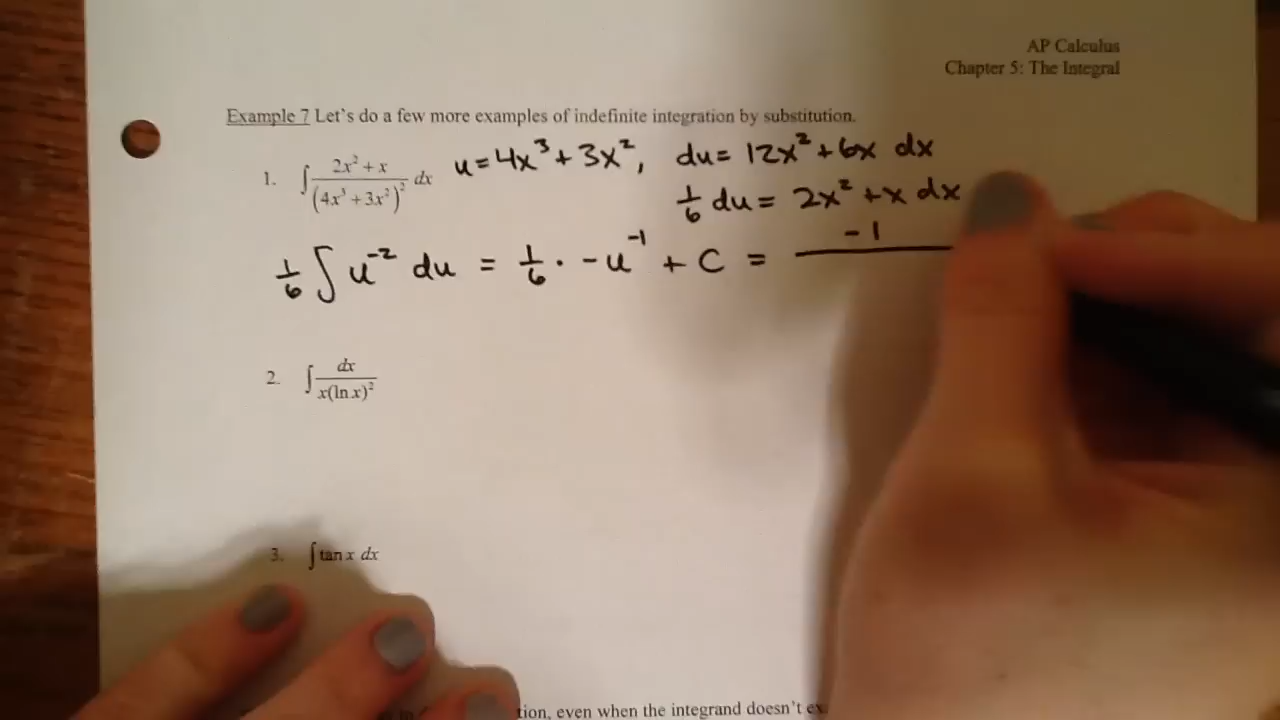 AP Calculus
Chapter 5: The Integral
Example 7 Let's do a few more examples of indefinite integration by substitution.
1. ∫ (2x² + x)/(4x³ + 3x²)² dx u = 4x³ + 3x², du = 12x² + 6x dx
1/6 du = 2x² + x dx
1/6 ∫ u⁻² du = 1/6 · -u⁻¹ + C = -1
2. ∫ dx/(x(ln x)²)
3. ∫ tan x dx
tion, even when the integrand doesn't